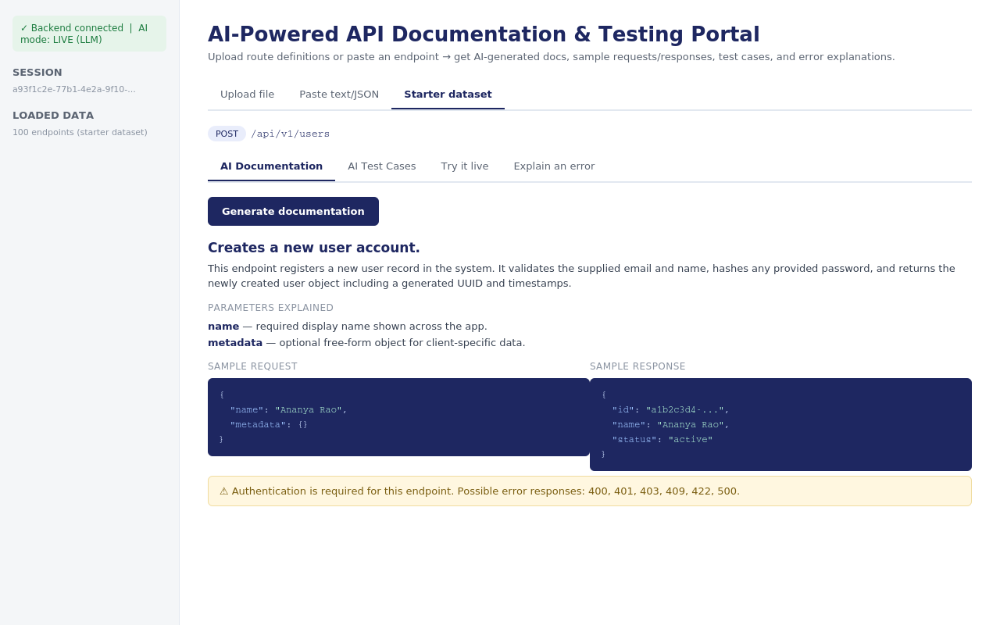 ✓ Backend connected | AI
mode: LIVE (LLM)
SESSION
a93f1c2e-77b1-4e2a-9f10-...
LOADED DATA
100 endpoints (starter dataset)
AI-Powered API Documentation & Testing Portal
Upload route definitions or paste an endpoint → get AI-generated docs, sample requests/responses, test cases, and error explanations.
Upload file Paste text/JSON Starter dataset
POST /api/v1/users
AI Documentation AI Test Cases Try it live Explain an error
Generate documentation
Creates a new user account.
This endpoint registers a new user record in the system. It validates the supplied email and name, hashes any provided password, and returns the
newly created user object including a generated UUID and timestamps.
PARAMETERS EXPLAINED
name — required display name shown across the app.
metadata — optional free-form object for client-specific data.
SAMPLE REQUEST
{
"name": "Ananya Rao",
"metadata": {}
}
SAMPLE RESPONSE
{
"id": "a1b2c3d4-...",
"name": "Ananya Rao",
"status": "active"
}
⚠ Authentication is required for this endpoint. Possible error responses: 400, 401, 403, 409, 422, 500.